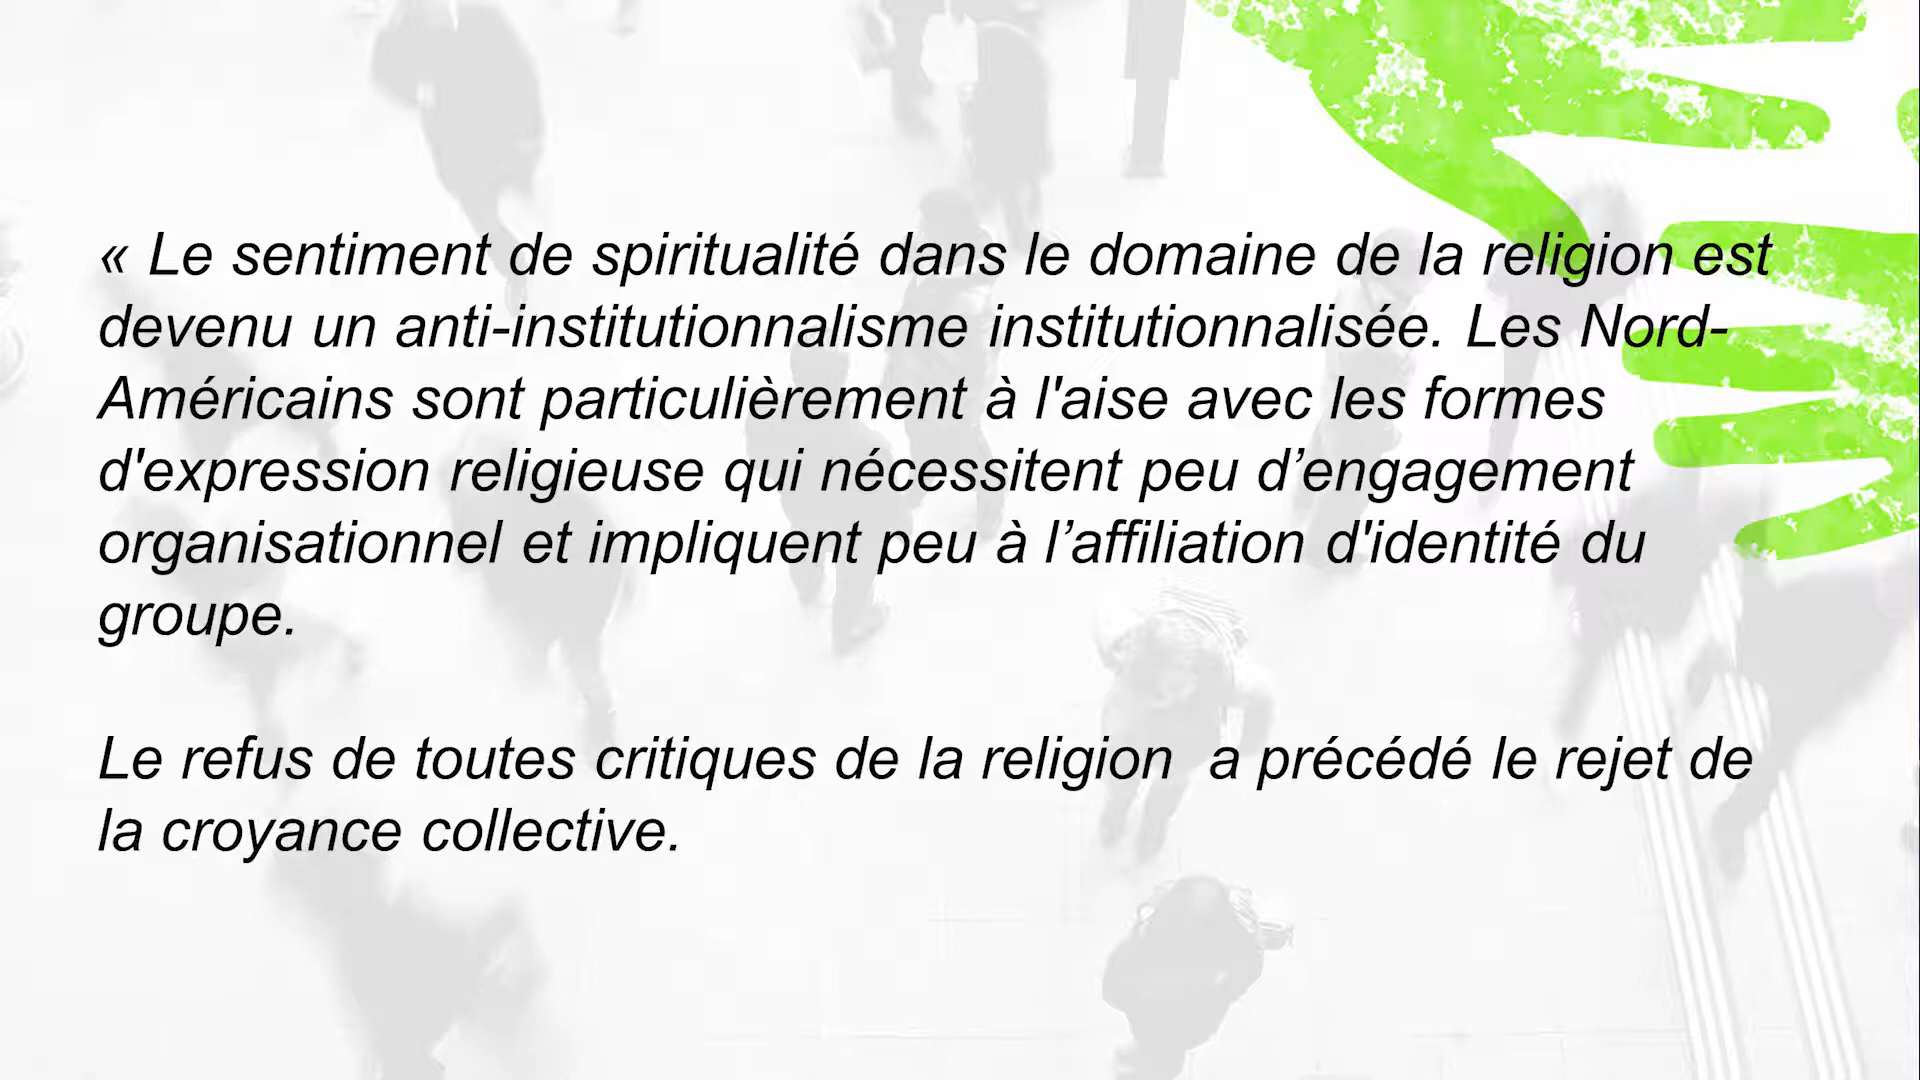 « Le sentiment de spiritualité dans le domaine de la religion est
devenu un anti-institutionnalisme institutionnalisée. Les Nord-
Américains sont particulièrement à l'aise avec les formes
d'expression religieuse qui nécessitent peu d’engagement
organisationnel et impliquent peu à l’affiliation d'identité du
groupe.
Le refus de toutes critiques de la religion  a précédé le rejet de
la croyance collective.